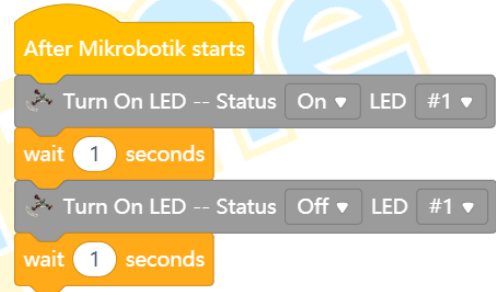 After Mikrobotik starts
Turn On LED -- Status On LED #1
wait 1 seconds
Turn On LED -- Status Off LED #1
wait 1 seconds